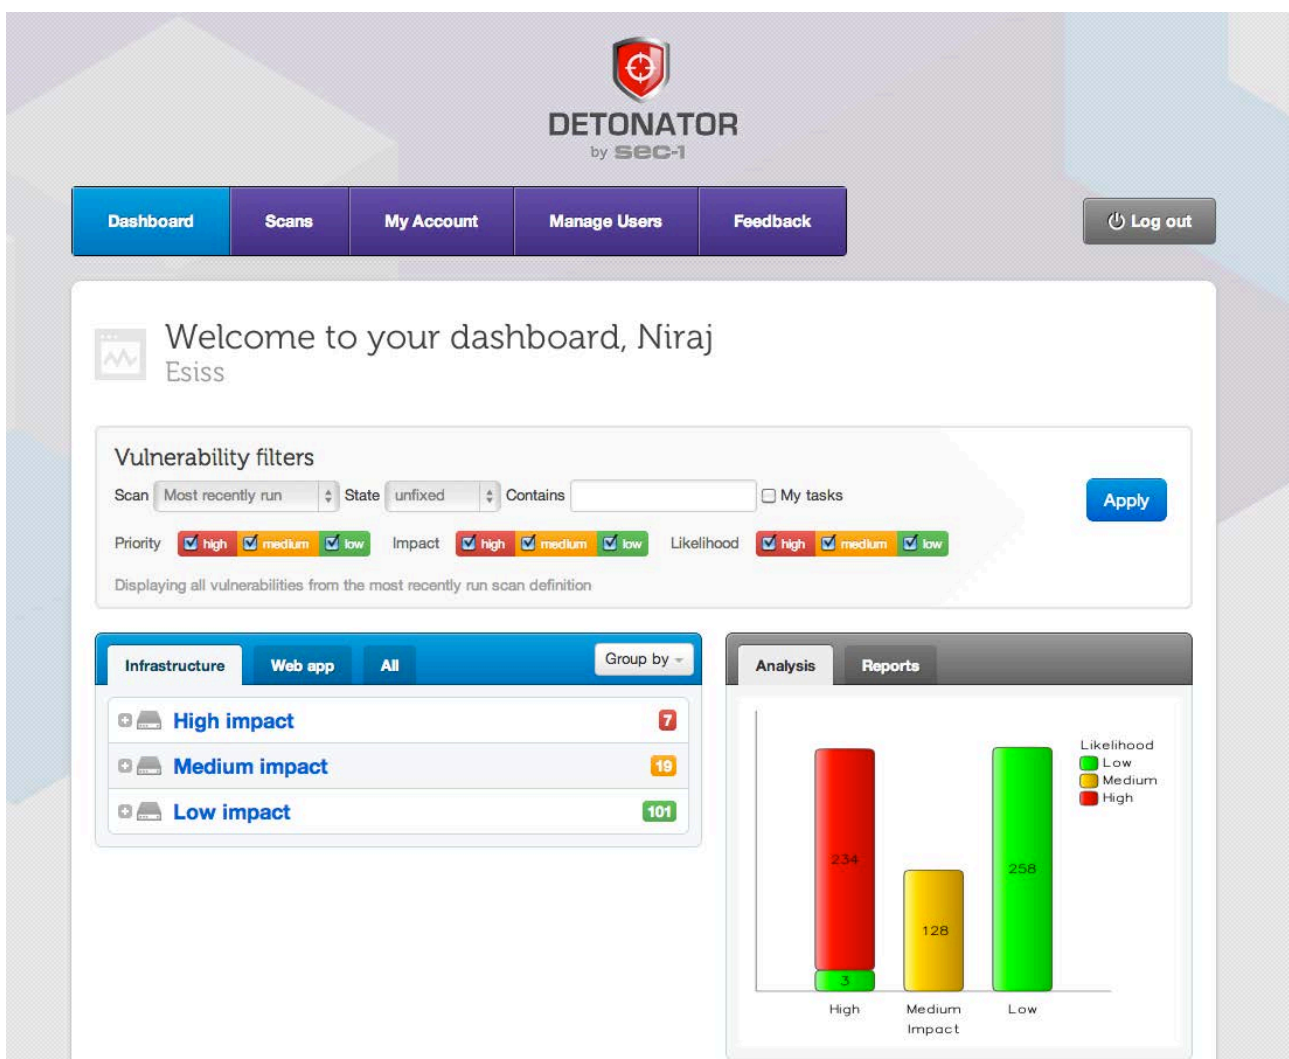 DETONATOR
by sec-1
Dashboard Scans My Account Manage Users Feedback Log out
Welcome to your dashboard, Niraj
Esiss
Vulnerability filters
Scan Most recently run State unfixed Contains My tasks Apply
Priority high medium low Impact high medium low Likelihood high medium low
Displaying all vulnerabilities from the most recently run scan definition
Infrastructure Web app All Group by
High impact 7
Medium impact 19
Low impact 101
Analysis Reports
Likelihood
Low
Medium
High
234
258
128
3
High Medium Low
Impact